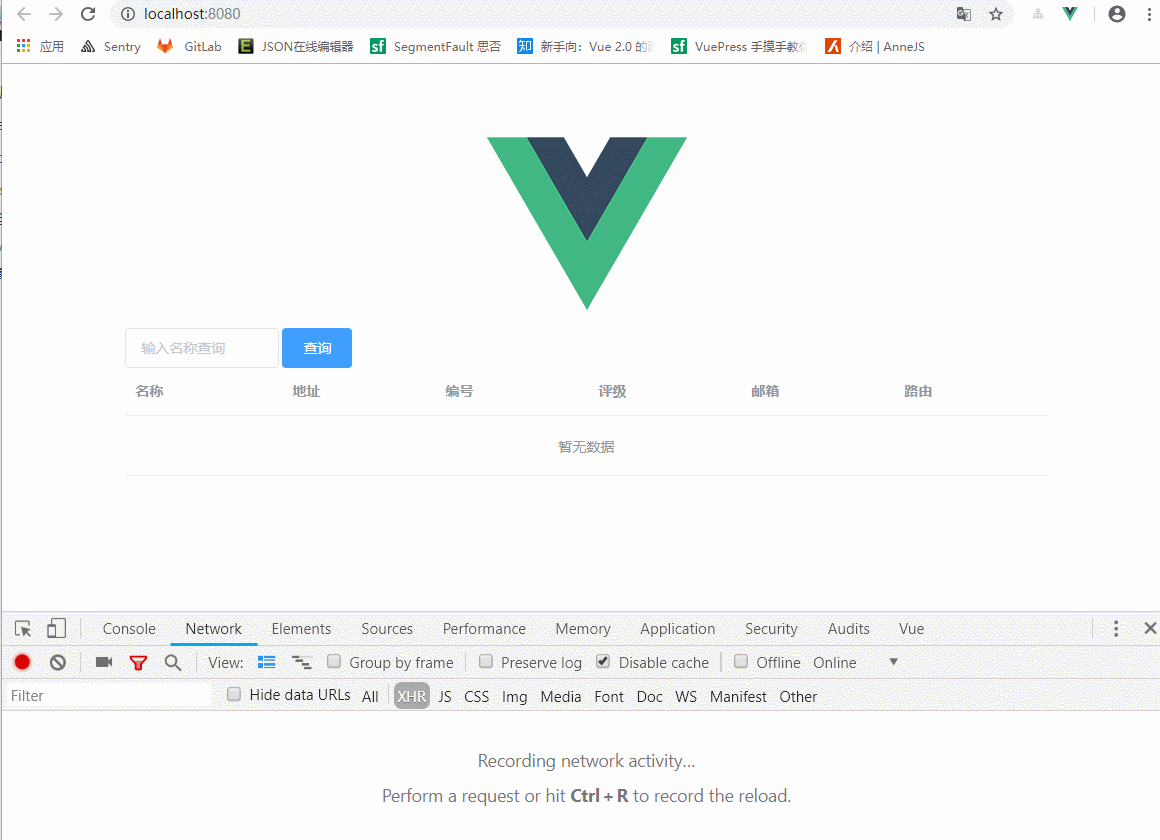 localhost:8080
应用 Sentry GitLab JSON在线编辑器 SegmentFault 思否 新手向：Vue 2.0 的 VuePress 手摸手教你 介绍 | AnneJS
输入名称查询 查询
名称 地址 编号 评级 邮箱 路由
暂无数据
Console Network Elements Sources Performance Memory Application Security Audits Vue
View: Group by frame Preserve log Disable cache Offline Online
Filter Hide data URLs All XHR JS CSS Img Media Font Doc WS Manifest Other
Recording network activity...
Perform a request or hit Ctrl + R to record the reload.